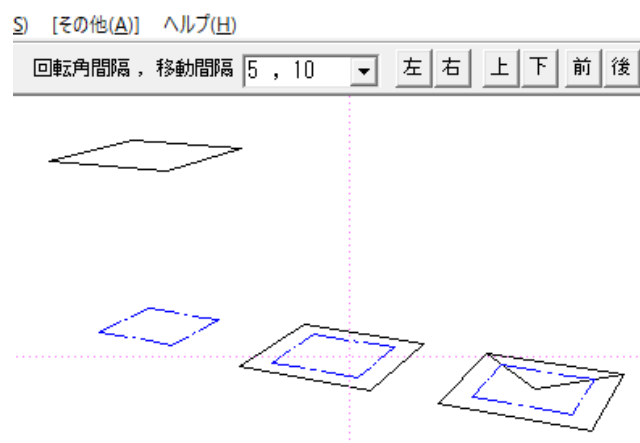 S) [その他(A)] ヘルプ(H)
回転角間隔 , 移動間隔 5 , 10 左 右 上 下 前 後